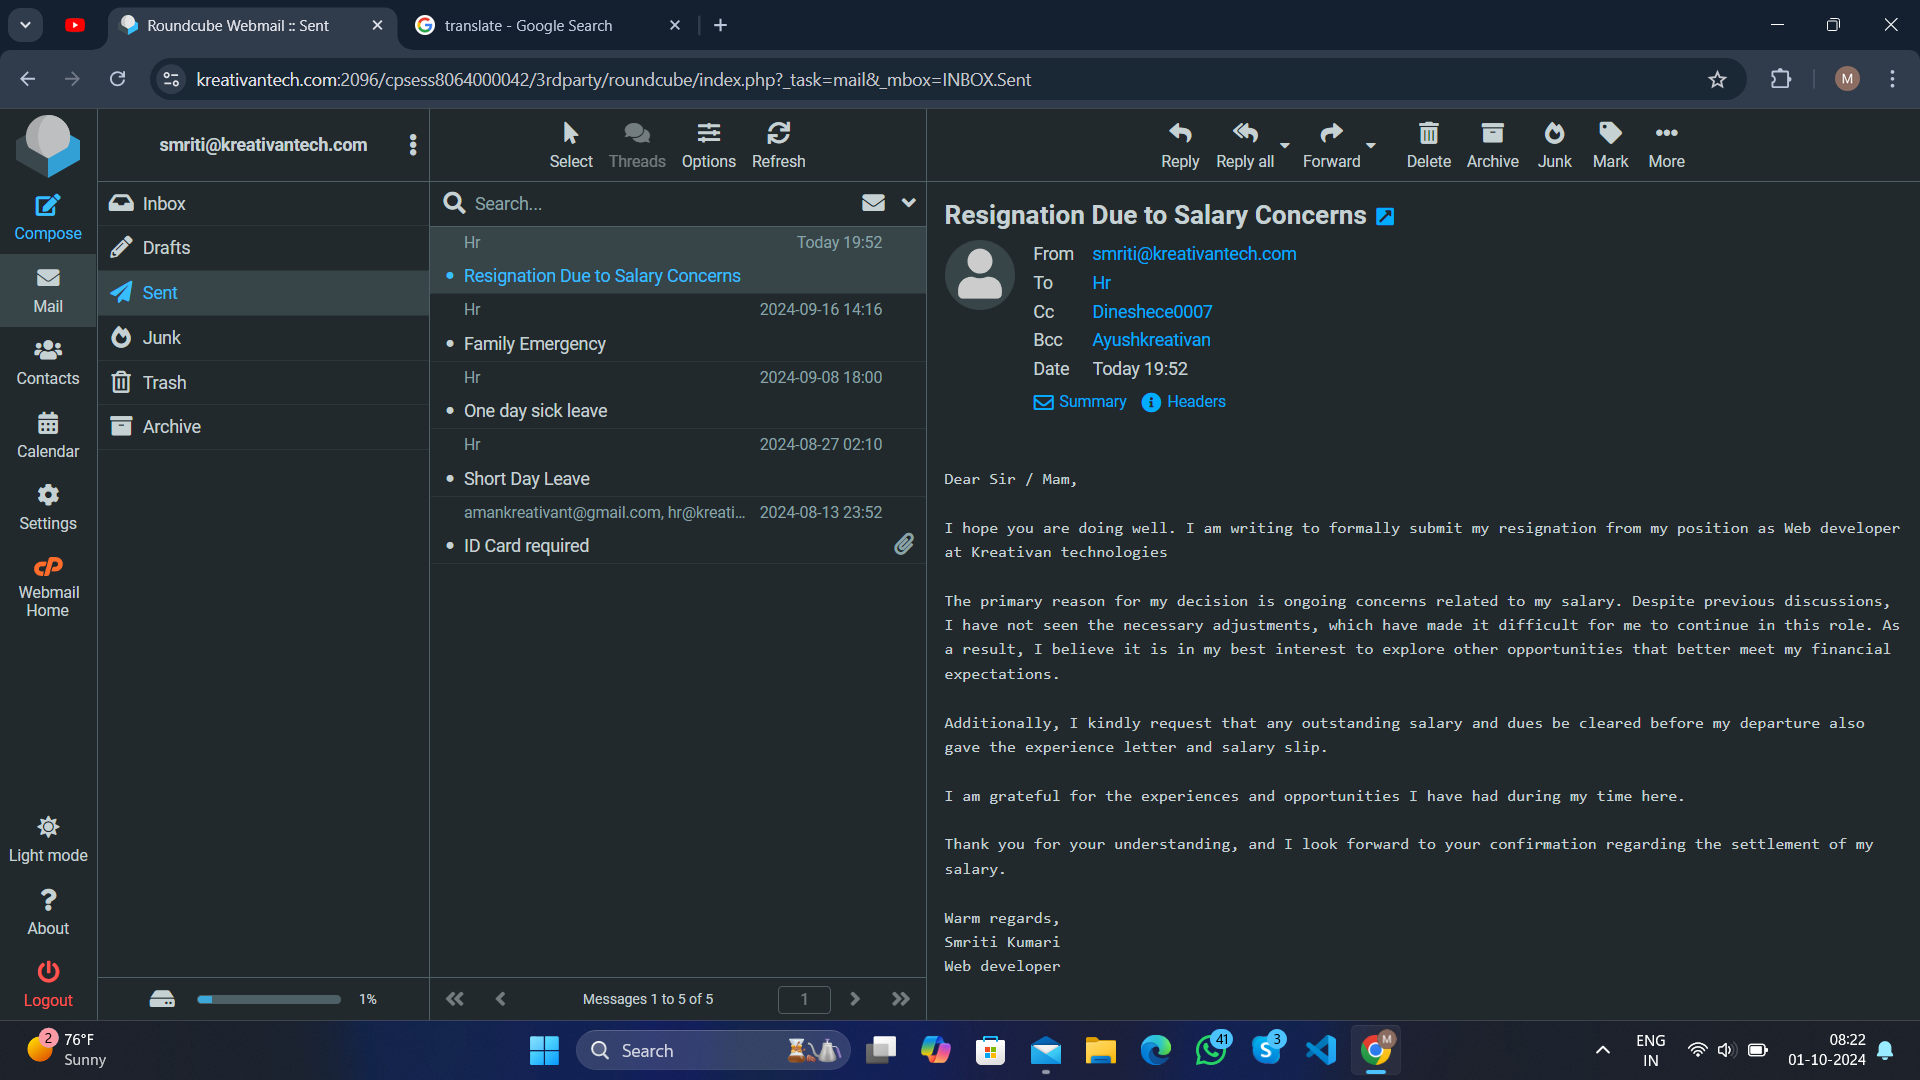 Roundcube Webmail :: Sent
translate - Google Search
kreativantech.com:2096/cpsess8064000042/3rdparty/roundcube/index.php?_task=mail&_mbox=INBOX.Sent
M
smriti@kreativantech.com
Compose
Mail
Contacts
Calendar
Settings
cP
Webmail
Home
Light mode
About
Logout
Inbox
Drafts
Sent
Junk
Trash
Archive
1%
Select
Threads
Options
Refresh
Search...
Hr
Today 19:52
Resignation Due to Salary Concerns
Hr
2024-09-16 14:16
Family Emergency
Hr
2024-09-08 18:00
One day sick leave
Hr
2024-08-27 02:10
Short Day Leave
amankreativant@gmail.com, hr@kreati...
2024-08-13 23:52
ID Card required
Messages 1 to 5 of 5
1
Reply
Reply all
Forward
Delete
Archive
Junk
Mark
More
Resignation Due to Salary Concerns
From smriti@kreativantech.com
To Hr
Cc Dineshece0007
Bcc Ayushkreativan
Date Today 19:52
Summary
Headers
Dear Sir / Mam,
I hope you are doing well. I am writing to formally submit my resignation from my position as Web developer
at Kreativan technologies
The primary reason for my decision is ongoing concerns related to my salary. Despite previous discussions,
I have not seen the necessary adjustments, which have made it difficult for me to continue in this role. As
a result, I believe it is in my best interest to explore other opportunities that better meet my financial
expectations.
Additionally, I kindly request that any outstanding salary and dues be cleared before my departure also
gave the experience letter and salary slip.
I am grateful for the experiences and opportunities I have had during my time here.
Thank you for your understanding, and I look forward to your confirmation regarding the settlement of my
salary.
Warm regards,
Smriti Kumari
Web developer
2
76°F
Sunny
Search
41
3
M
ENG
IN
08:22
01-10-2024